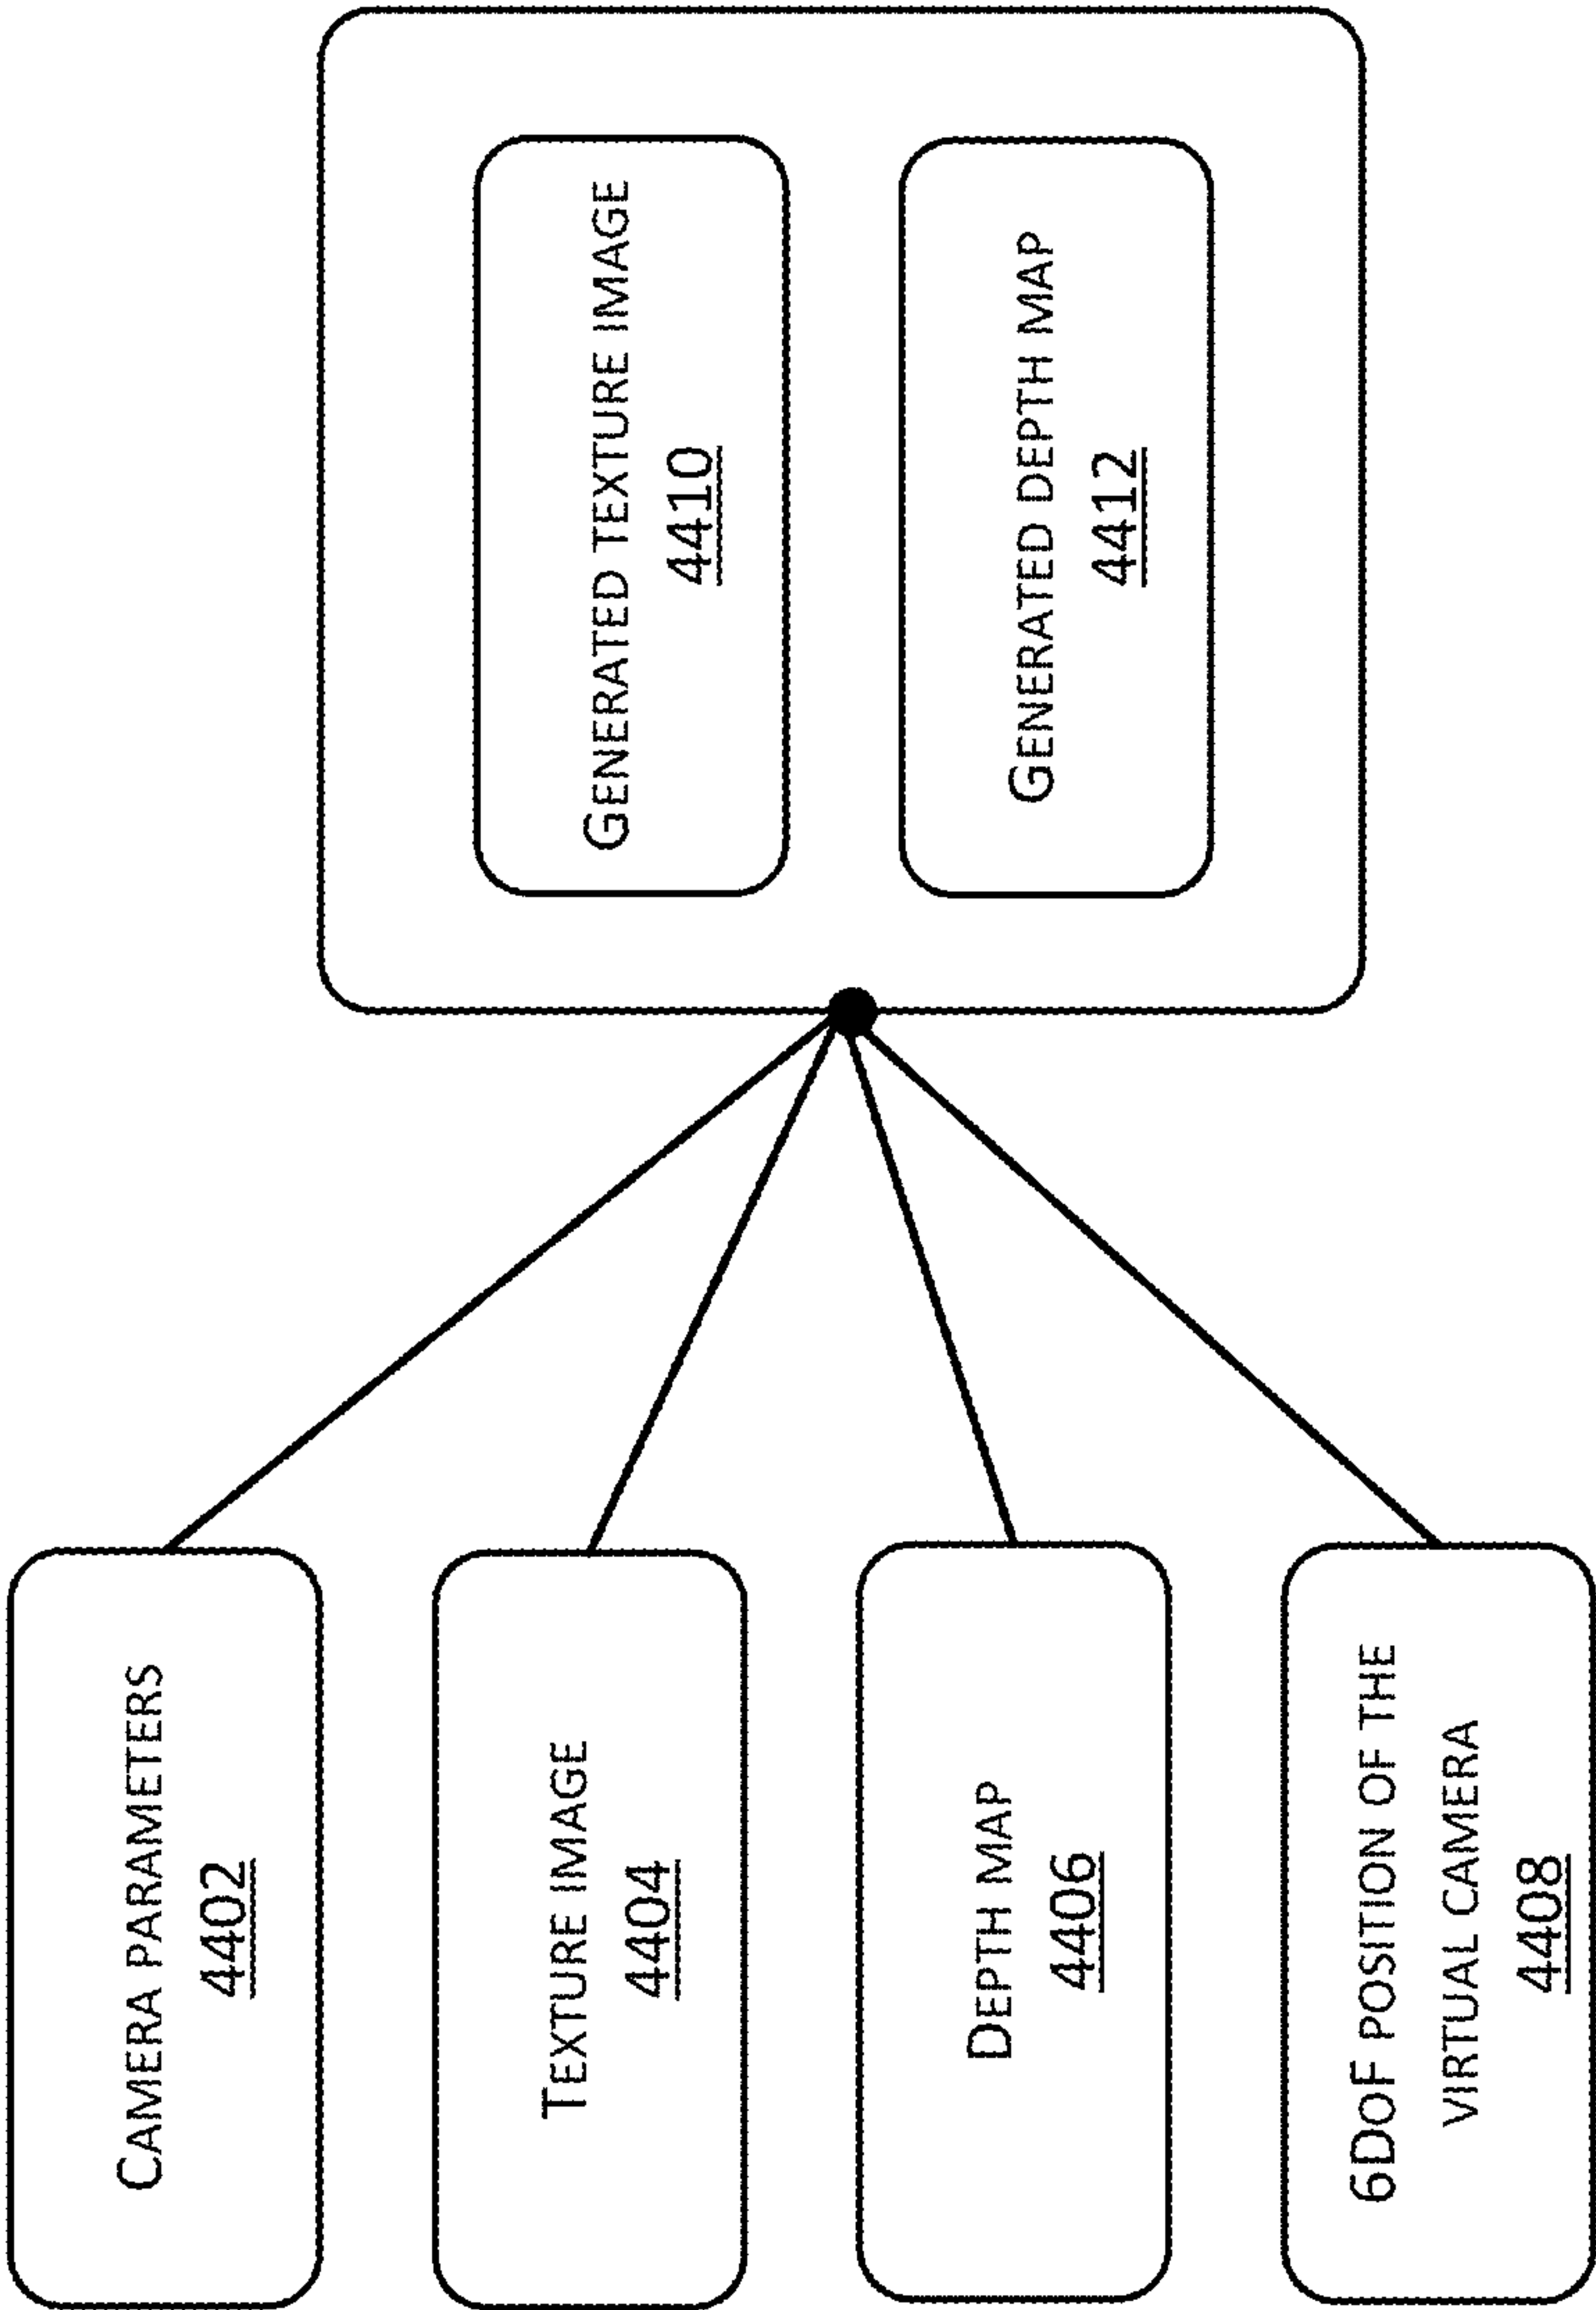 CAMERA PARAMETERS
4402
TEXTURE IMAGE
4404
DEPTH MAP
4406
6DOF POSITION OF THE
VIRTUAL CAMERA
4408
GENERATED TEXTURE IMAGE
4410
GENERATED DEPTH MAP
4412